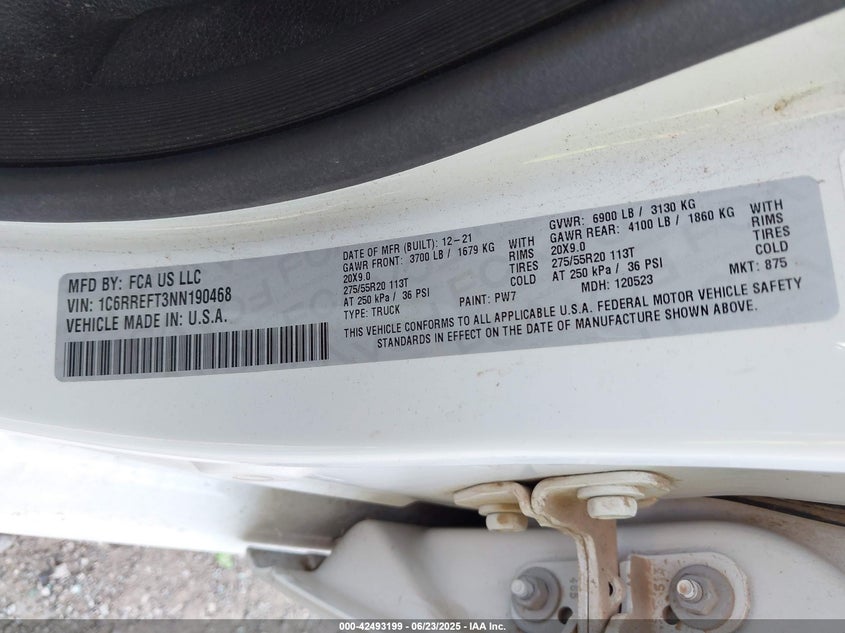 MFD BY: FCA US LLC
VIN: 1C6RREFT3NN190468
VEHICLE MADE IN: U.S.A.
DATE OF MFR (BUILT): 12-21
GAWR FRONT: 3700 LB / 1679 KG WITH
20X9.0 RIMS
275/55R20 113T TIRES
AT 250 kPa / 36 PSI COLD
TYPE: TRUCK PAINT: PW7
GVWR: 6900 LB / 3130 KG
GAWR REAR: 4100 LB / 1860 KG WITH
20X9.0 RIMS
275/55R20 113T TIRES
AT 250 kPa / 36 PSI COLD
MDH: 120523 MKT: 875
THIS VEHICLE CONFORMS TO ALL APPLICABLE U.S.A. FEDERAL MOTOR VEHICLE SAFETY
STANDARDS IN EFFECT ON THE DATE OF MANUFACTURE SHOWN ABOVE.
000-42493199 - 06/23/2025 - IAA Inc.